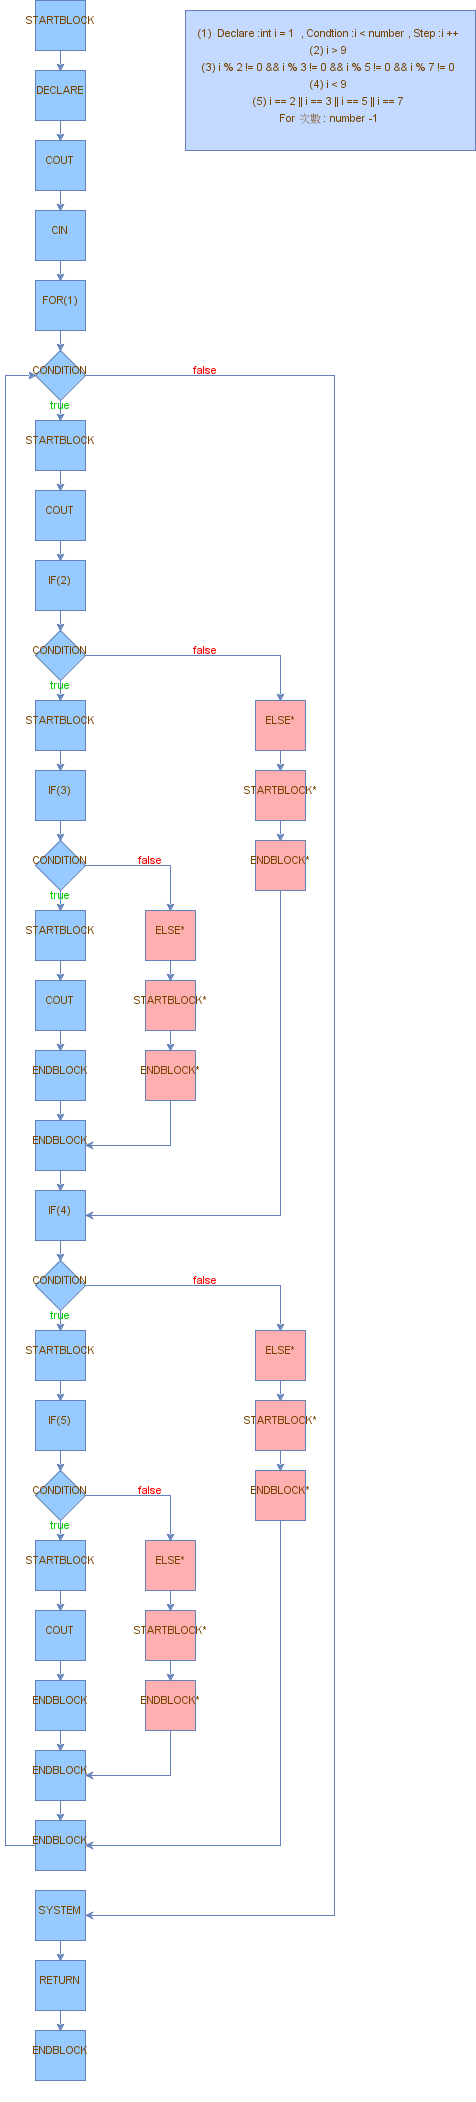 STARTBLOCK
(1) Declare :int i = 1 , Condtion :i < number , Step :i ++
(2) i > 9
(3) i % 2 != 0 && i % 3 != 0 && i % 5 != 0 && i % 7 != 0
(4) i < 9
(5) i == 2 || i == 3 || i == 5 || i == 7
For 次數 : number -1
DECLARE
COUT
CIN
FOR(1)
CONDITION
false
true
STARTBLOCK
COUT
IF(2)
CONDITION
false
true
STARTBLOCK
ELSE*
IF(3)
STARTBLOCK*
CONDITION
false
ENDBLOCK*
true
STARTBLOCK
ELSE*
COUT
STARTBLOCK*
ENDBLOCK
ENDBLOCK*
ENDBLOCK
IF(4)
CONDITION
false
true
STARTBLOCK
ELSE*
IF(5)
STARTBLOCK*
CONDITION
false
ENDBLOCK*
true
STARTBLOCK
ELSE*
COUT
STARTBLOCK*
ENDBLOCK
ENDBLOCK*
ENDBLOCK
ENDBLOCK
SYSTEM
RETURN
ENDBLOCK